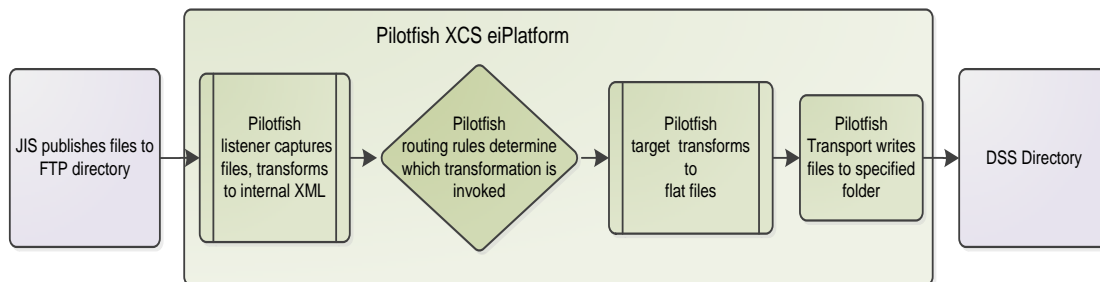 Pilotfish XCS eiPlatform
JIS publishes files to
FTP directory
Pilotfish
listener captures
files, transforms
to internal XML
Pilotfish
routing rules determine
which transformation is
invoked
Pilotfish
target transforms
to
flat files
Pilotfish
Transport writes
files to specified
folder
DSS Directory